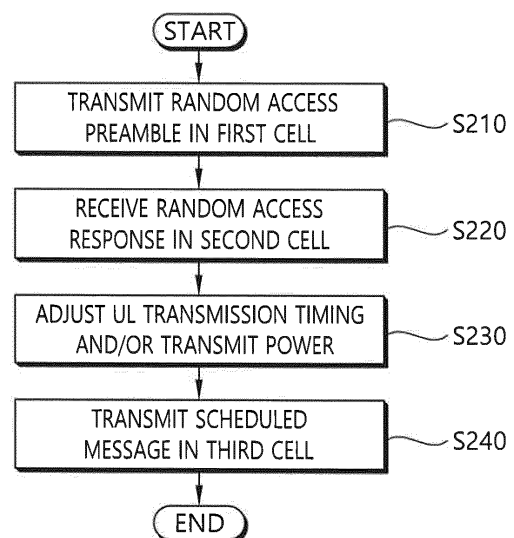 START
TRANSMIT RANDOM ACCESS
PREAMBLE IN FIRST CELL
S210
RECEIVE RANDOM ACCESS
RESPONSE IN SECOND CELL
S220
ADJUST UL TRANSMISSION TIMING
AND/OR TRANSMIT POWER
S230
TRANSMIT SCHEDULED
MESSAGE IN THIRD CELL
S240
END